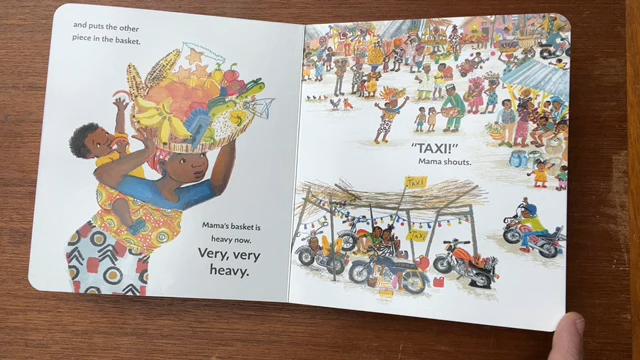 and puts the other
piece in the basket.
Mama's basket is
heavy now.
Very, very
heavy.
"TAXI!"
Mama shouts.
TAXI
TAXI